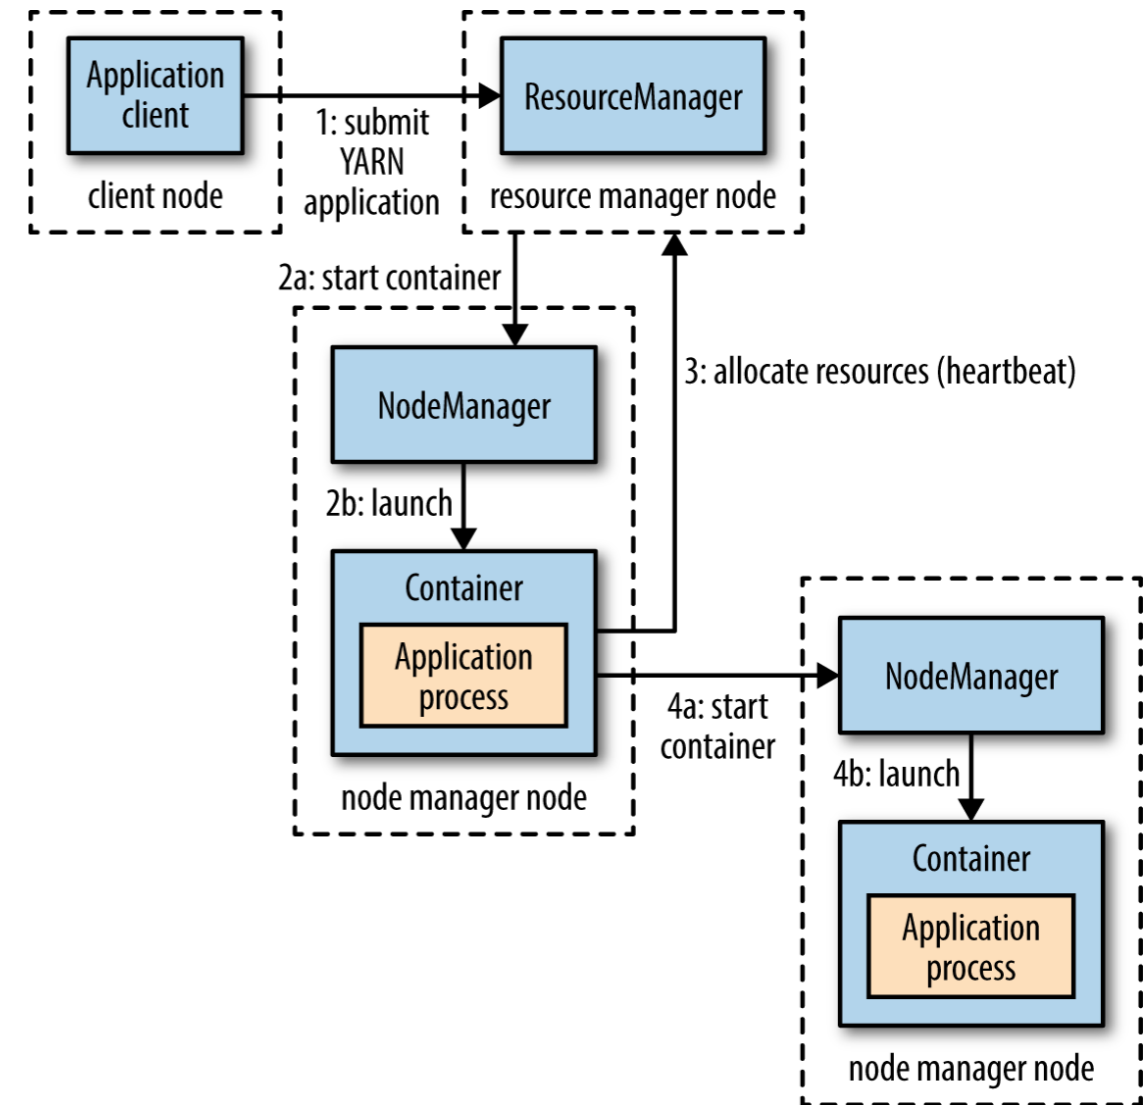 Application
client
client node
1: submit
YARN
application
ResourceManager
resource manager node
2a: start container
NodeManager
2b: launch
Container
Application
process
node manager node
3: allocate resources (heartbeat)
4a: start
container
NodeManager
4b: launch
Container
Application
process
node manager node